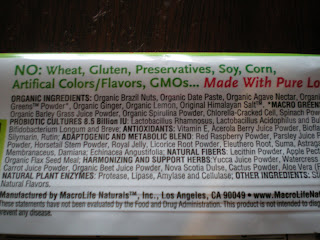 NO: Wheat, Gluten, Preservatives, Soy, Corn,
Artifical Colors/Flavors, GMOs... Made With Pure Lo
ORGANIC INGREDIENTS: Organic Brazil Nuts, Organic Date Paste, Organic Agave Nectar, Organi
Greens™ Powder*, Organic Ginger, Organic Lemon, Original Himalayan Salt™. *MACRO GREEN
Organic Barley Grass Juice Powder, Organic Spirulina Powder, Chlorella-Cracked Cell, Spinach Pow
PROBIOTIC CULTURES 8.5 Billion IU: Lactobacillus Rhamnosus, Lactobacillus Acidophilus and Bul
Bifidobacterium Longum and Breve; ANTIOXIDANTS: Vitamin E, Acerola Berry Juice Powder, Biofla
Silymarin, Rutin; ADAPTOGENIC AND METABOLIC BLEND: Red Raspberry Powder, Parsley Juice P
Powder, Horsetail Stem Powder, Royal Jelly, Licorice Root Powder, Eleuthero Root, Suma, Astraga
Membranaceus, Damiana; Echinacea Angustifolia; NATURAL FIBERS: Lecithin Powder, Apple Pect
Organic Flax Seed Meal; HARMONIZING AND SUPPORT HERBS: Yucca Juice Powder, Watercress
Carrot Juice Powder, Organic Beet Juice Powder, Nova Scotia Dulse, Cactus Powder, Aloe Vera (F
NATURAL PLANT ENZYMES: Protease, Lipase, Amylase and Cellulase. OTHER INGREDIENTS: St
Natural Flavors.
Manufactured by MacroLife Naturals™, Inc., Los Angeles, CA 90049 • www.MacroLifeNat
These statements have not been evaluated by the Food and Drug Administration. This product is not intended to diag
prevent any disease.